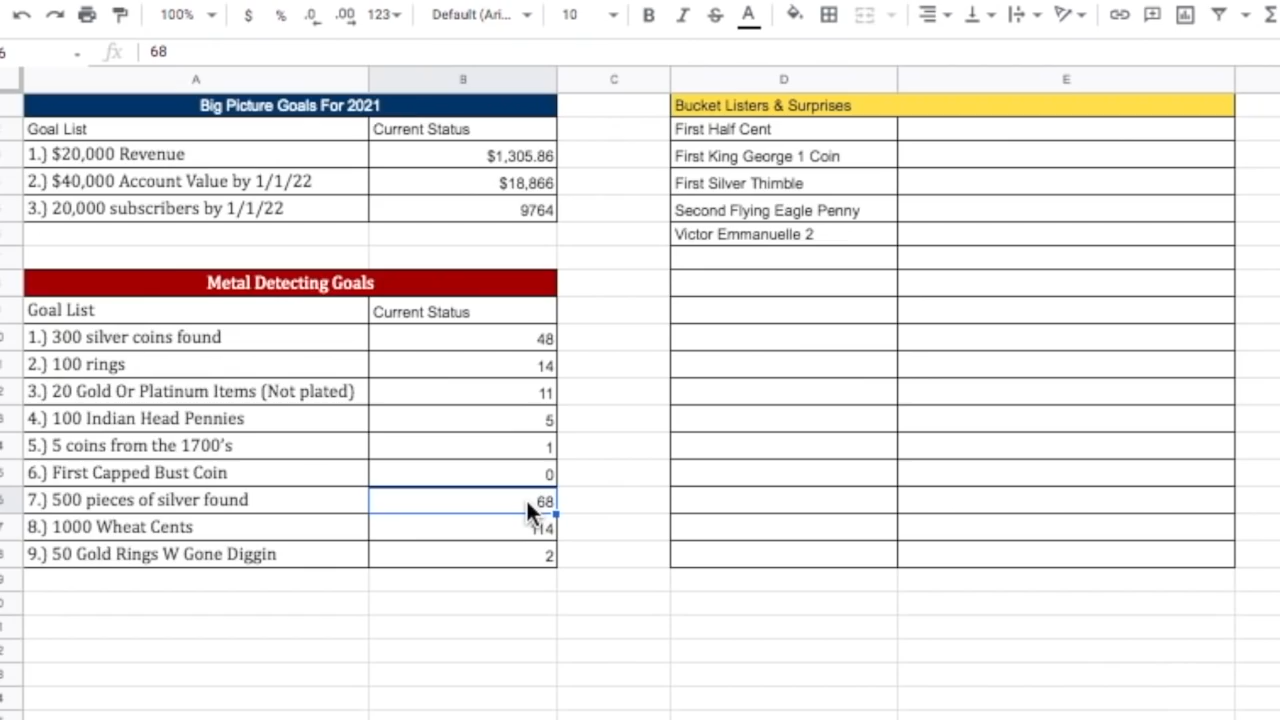 100% $ % .0 .00 123 Default (Ari... 10 B I S A
6 fx 68
A B C D E
Big Picture Goals For 2021 Bucket Listers & Surprises
Goal List Current Status First Half Cent
1.) $20,000 Revenue $1,305.86 First King George 1 Coin
2.) $40,000 Account Value by 1/1/22 $18,866 First Silver Thimble
3.) 20,000 subscribers by 1/1/22 9764 Second Flying Eagle Penny
Victor Emmanuelle 2
Metal Detecting Goals
Goal List Current Status
1.) 300 silver coins found 48
2.) 100 rings 14
3.) 20 Gold Or Platinum Items (Not plated) 11
4.) 100 Indian Head Pennies 5
5.) 5 coins from the 1700's 1
6.) First Capped Bust Coin 0
7.) 500 pieces of silver found 68
8.) 1000 Wheat Cents 114
9.) 50 Gold Rings W Gone Diggin 2